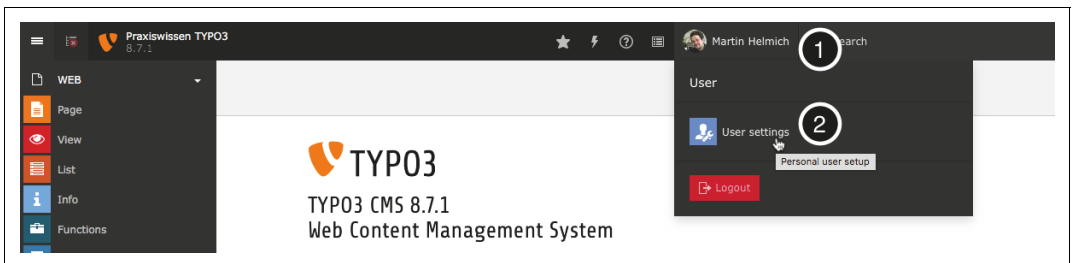 Praxiswissen TYPO3
8.7.1
Martin Helmich
1
earch
WEB
Page
View
List
Info
Functions
User
User settings
2
Personal user setup
Logout
TYPO3
TYPO3 CMS 8.7.1
Web Content Management System